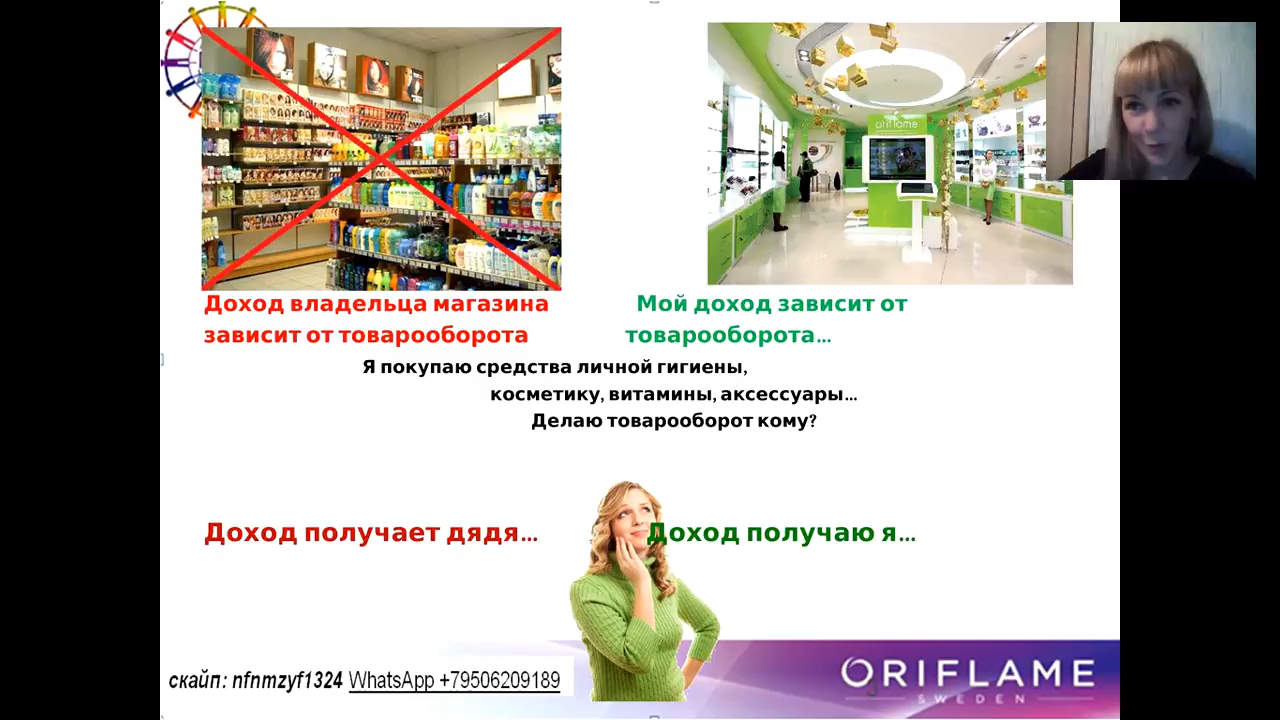 oriflame
Доход владельца магазина
зависит от товарооборота
Мой доход зависит от
товарооборота...
Я покупаю средства личной гигиены,
косметику, витамины, аксессуары...
Делаю товарооборот кому?
Доход получает дядя...
Доход получаю я...
скайп: nfnmzyf1324 WhatsApp +79506209189
ORIFLAME
SWEDEN